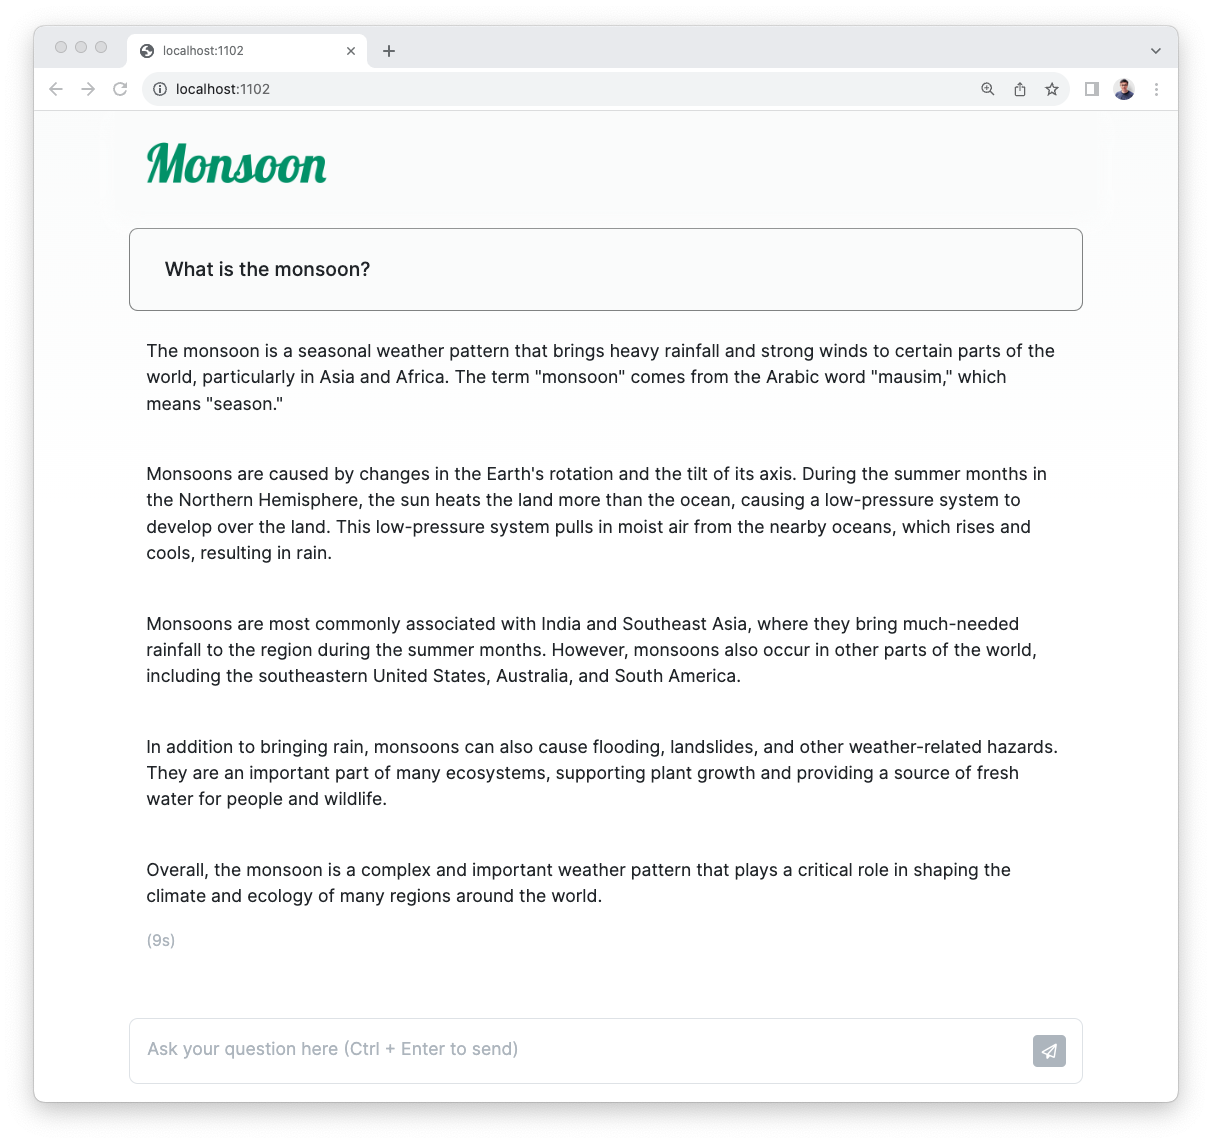 localhost:1102
localhost:1102
Monsoon
What is the monsoon?
The monsoon is a seasonal weather pattern that brings heavy rainfall and strong winds to certain parts of the
world, particularly in Asia and Africa. The term "monsoon" comes from the Arabic word "mausim," which
means "season."
Monsoons are caused by changes in the Earth's rotation and the tilt of its axis. During the summer months in
the Northern Hemisphere, the sun heats the land more than the ocean, causing a low-pressure system to
develop over the land. This low-pressure system pulls in moist air from the nearby oceans, which rises and
cools, resulting in rain.
Monsoons are most commonly associated with India and Southeast Asia, where they bring much-needed
rainfall to the region during the summer months. However, monsoons also occur in other parts of the world,
including the southeastern United States, Australia, and South America.
In addition to bringing rain, monsoons can also cause flooding, landslides, and other weather-related hazards.
They are an important part of many ecosystems, supporting plant growth and providing a source of fresh
water for people and wildlife.
Overall, the monsoon is a complex and important weather pattern that plays a critical role in shaping the
climate and ecology of many regions around the world.
(9s)
Ask your question here (Ctrl + Enter to send)